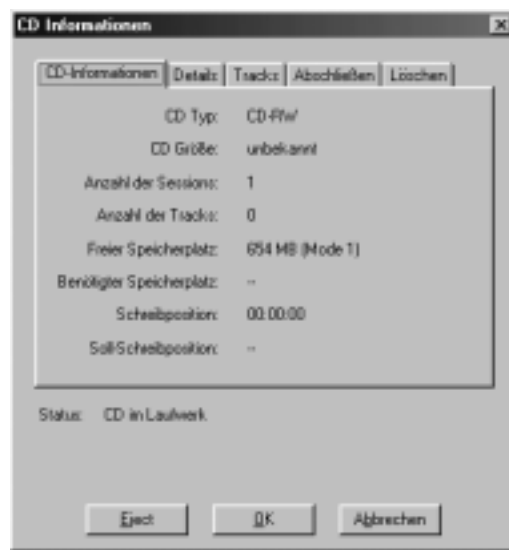 CD Informationen
CD-Informationen Details Tracks Abschließen Löschen
CD Typ: CD-RW
CD Größe: unbekannt
Anzahl der Sessions: 1
Anzahl der Tracks: 0
Freier Speicherplatz: 654 MB (Mode 1)
Benötigter Speicherplatz: --
Schreibposition: 00:00:00
Soll-Schreibposition: --
Status: CD im Laufwerk
Eject OK Abbrechen